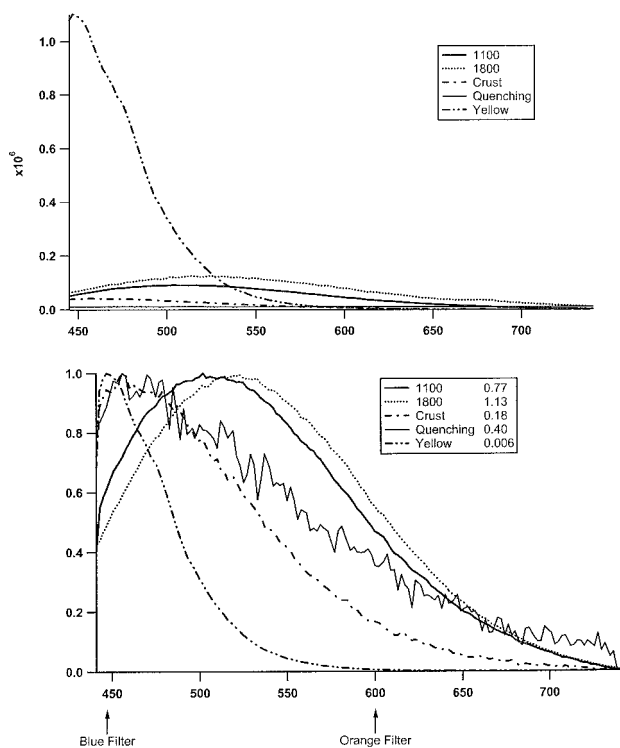 1.0
0.8
0.6
0.4
0.2
0.0
x10⁶
1100
1800
Crust
Quenching
Yellow
450 500 550 600 650 700
1.0
0.8
0.6
0.4
0.2
0.0
1100 0.77
1800 1.13
Crust 0.18
Quenching 0.40
Yellow 0.006
450 500 550 600 650 700
Blue Filter
Orange Filter